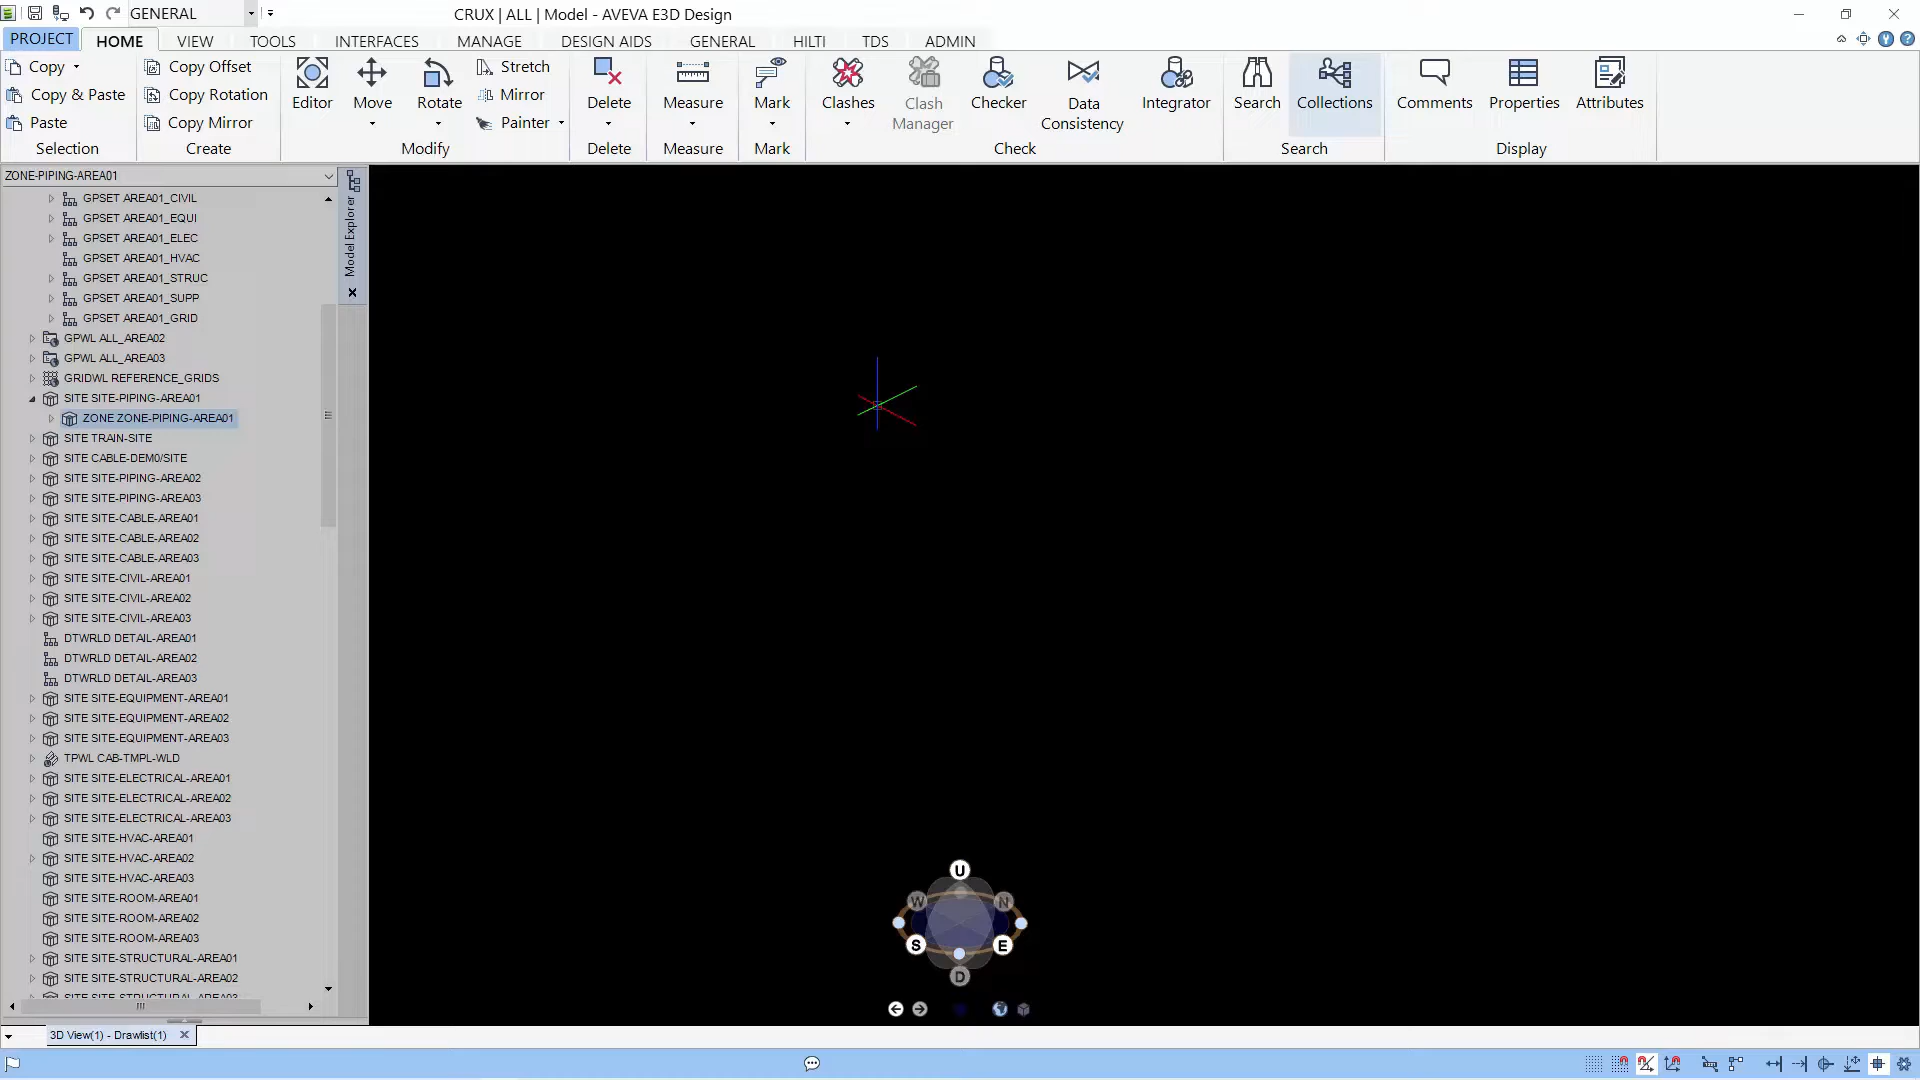 GENERAL
CRUX | ALL | Model - AVEVA E3D Design
PROJECT HOME VIEW TOOLS INTERFACES MANAGE DESIGN AIDS GENERAL HILTI TDS ADMIN
Copy
Copy & Paste
Paste
Selection
Copy Offset
Copy Rotation
Copy Mirror
Create
Editor
Move
Rotate
Stretch
Mirror
Painter
Modify
Delete
Delete
Measure
Measure
Mark
Mark
Clashes
Clash
Manager
Checker
Data
Consistency
Integrator
Check
Search
Collections
Search
Comments
Properties
Attributes
Display
ZONE-PIPING-AREA01
Model Explorer
GPSET AREA01_CIVIL
GPSET AREA01_EQUI
GPSET AREA01_ELEC
GPSET AREA01_HVAC
GPSET AREA01_STRUC
GPSET AREA01_SUPP
GPSET AREA01_GRID
GPWL ALL_AREA02
GPWL ALL_AREA03
GRIDWL REFERENCE_GRIDS
SITE SITE-PIPING-AREA01
ZONE ZONE-PIPING-AREA01
SITE TRAIN-SITE
SITE CABLE-DEM0/SITE
SITE SITE-PIPING-AREA02
SITE SITE-PIPING-AREA03
SITE SITE-CABLE-AREA01
SITE SITE-CABLE-AREA02
SITE SITE-CABLE-AREA03
SITE SITE-CIVIL-AREA01
SITE SITE-CIVIL-AREA02
SITE SITE-CIVIL-AREA03
DTWRLD DETAIL-AREA01
DTWRLD DETAIL-AREA02
DTWRLD DETAIL-AREA03
SITE SITE-EQUIPMENT-AREA01
SITE SITE-EQUIPMENT-AREA02
SITE SITE-EQUIPMENT-AREA03
TPWL CAB-TMPL-WLD
SITE SITE-ELECTRICAL-AREA01
SITE SITE-ELECTRICAL-AREA02
SITE SITE-ELECTRICAL-AREA03
SITE SITE-HVAC-AREA01
SITE SITE-HVAC-AREA02
SITE SITE-HVAC-AREA03
SITE SITE-ROOM-AREA01
SITE SITE-ROOM-AREA02
SITE SITE-ROOM-AREA03
SITE SITE-STRUCTURAL-AREA01
SITE SITE-STRUCTURAL-AREA02
SITE SITE-STRUCTURAL-AREA03
U
W N
S E
D
3D View(1) - Drawlist(1)